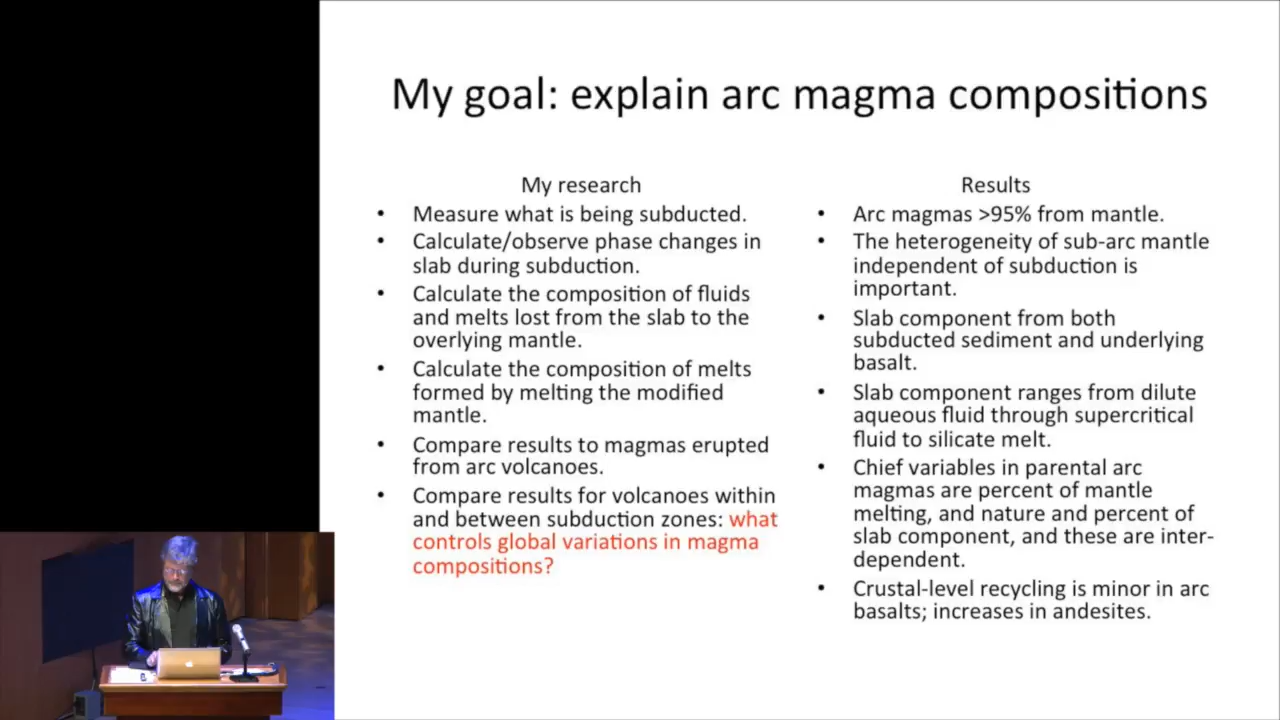 My goal: explain arc magma compositions
My research
• Measure what is being subducted.
• Calculate/observe phase changes in
slab during subduction.
• Calculate the composition of fluids
and melts lost from the slab to the
overlying mantle.
• Calculate the composition of melts
formed by melting the modified
mantle.
• Compare results to magmas erupted
from arc volcanoes.
• Compare results for volcanoes within
and between subduction zones: what
controls global variations in magma
compositions?
Results
• Arc magmas >95% from mantle.
• The heterogeneity of sub-arc mantle
independent of subduction is
important.
• Slab component from both
subducted sediment and underlying
basalt.
• Slab component ranges from dilute
aqueous fluid through supercritical
fluid to silicate melt.
• Chief variables in parental arc
magmas are percent of mantle
melting, and nature and percent of
slab component, and these are inter-
dependent.
• Crustal-level recycling is minor in arc
basalts; increases in andesites.